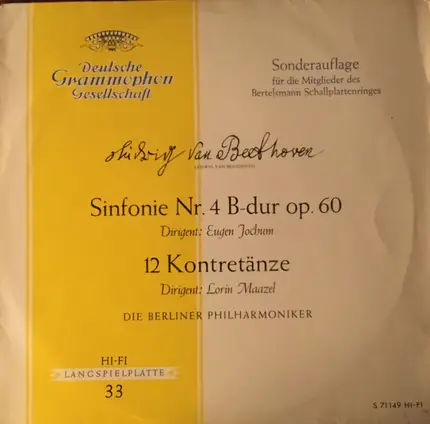 Deutsche
Grammophon
Gesellschaft
Sonderauflage
für die Mitglieder des
Bertelsmann Schallplattenringes
Ludwig van Beethoven
LUDWIG VAN BEETHOVEN
Sinfonie Nr. 4 B-dur op. 60
Dirigent: Eugen Jochum
12 Kontretänze
Dirigent: Lorin Maazel
DIE BERLINER PHILHARMONIKER
HI-FI
LANGSPIELPLATTE
33
S 71149 HI-FI